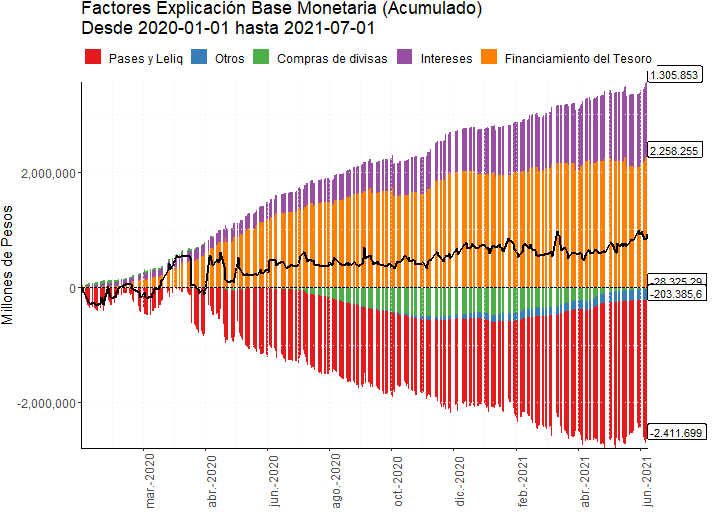 Factores Explicación Base Monetaria (Acumulado)
Desde 2020-01-01 hasta 2021-07-01
Pases y Leliq Otros Compras de divisas Intereses Financiamiento del Tesoro
1.305.853
2.258.255
2,000,000
0
-28.325,29
-203.385,6
-2,000,000
-2.411.699
Millones de Pesos
mar.-2020 abr.-2020 jun.-2020 ago.-2020 oct.-2020 dic.-2020 feb.-2021 abr.-2021 jun.-2021